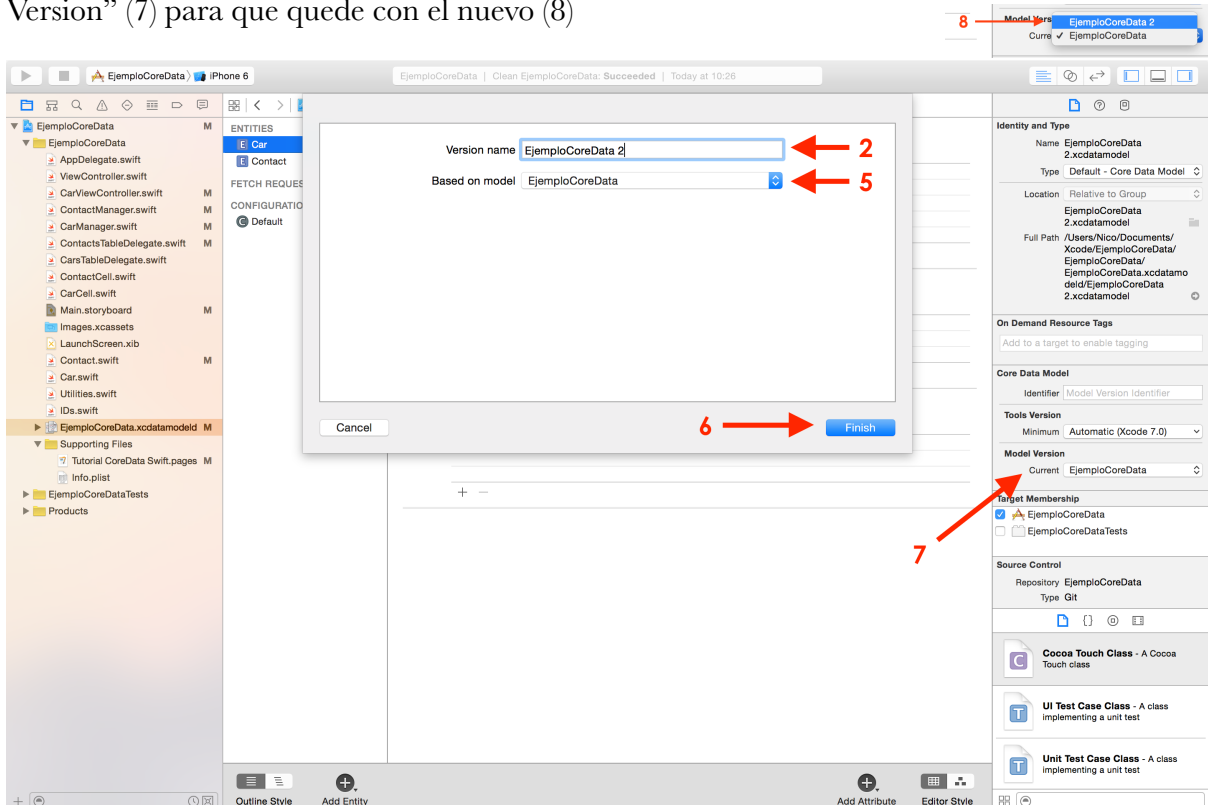 Version” (7) para que quede con el nuevo (8)
8
Model Vers
EjemploCoreData 2
Curre ✓ EjemploCoreData
EjemploCoreData
iPhone 6
EjemploCoreData | Clean EjemploCoreData: Succeeded | Today at 10:26
EjemploCoreData M
EjemploCoreData
AppDelegate.swift
ViewController.swift
CarViewController.swift M
ContactManager.swift M
CarManager.swift M
ContactsTableDelegate.swift M
CarsTableDelegate.swift
ContactCell.swift
CarCell.swift
Main.storyboard M
Images.xcassets
LaunchScreen.xib
Contact.swift M
Car.swift
Utilities.swift
IDs.swift
EjemploCoreData.xcdatamodeld M
Supporting Files
Tutorial CoreData Swift.pages M
Info.plist
EjemploCoreDataTests
Products
ENTITIES
E Car
E Contact
FETCH REQUES
CONFIGURATIO
C Default
Version name EjemploCoreData 2
2
Based on model EjemploCoreData
5
Cancel
6
Finish
Identity and Type
Name EjemploCoreData
2.xcdatamodel
Type Default - Core Data Model
Location Relative to Group
EjemploCoreData
2.xcdatamodel
Full Path /Users/Nico/Documents/
Xcode/EjemploCoreData/
EjemploCoreData/
EjemploCoreData.xcdatamo
deld/EjemploCoreData
2.xcdatamodel
On Demand Resource Tags
Add to a target to enable tagging
Core Data Model
Identifier Model Version Identifier
Tools Version
Minimum Automatic (Xcode 7.0)
Model Version
Current EjemploCoreData
7
Target Membership
EjemploCoreData
EjemploCoreDataTests
Source Control
Repository EjemploCoreData
Type Git
C
Cocoa Touch Class - A Cocoa
Touch class
T
UI Test Case Class - A class
implementing a unit test
T
Unit Test Case Class - A class
implementing a unit test
Outline Style
Add Entity
Add Attribute
Editor Style